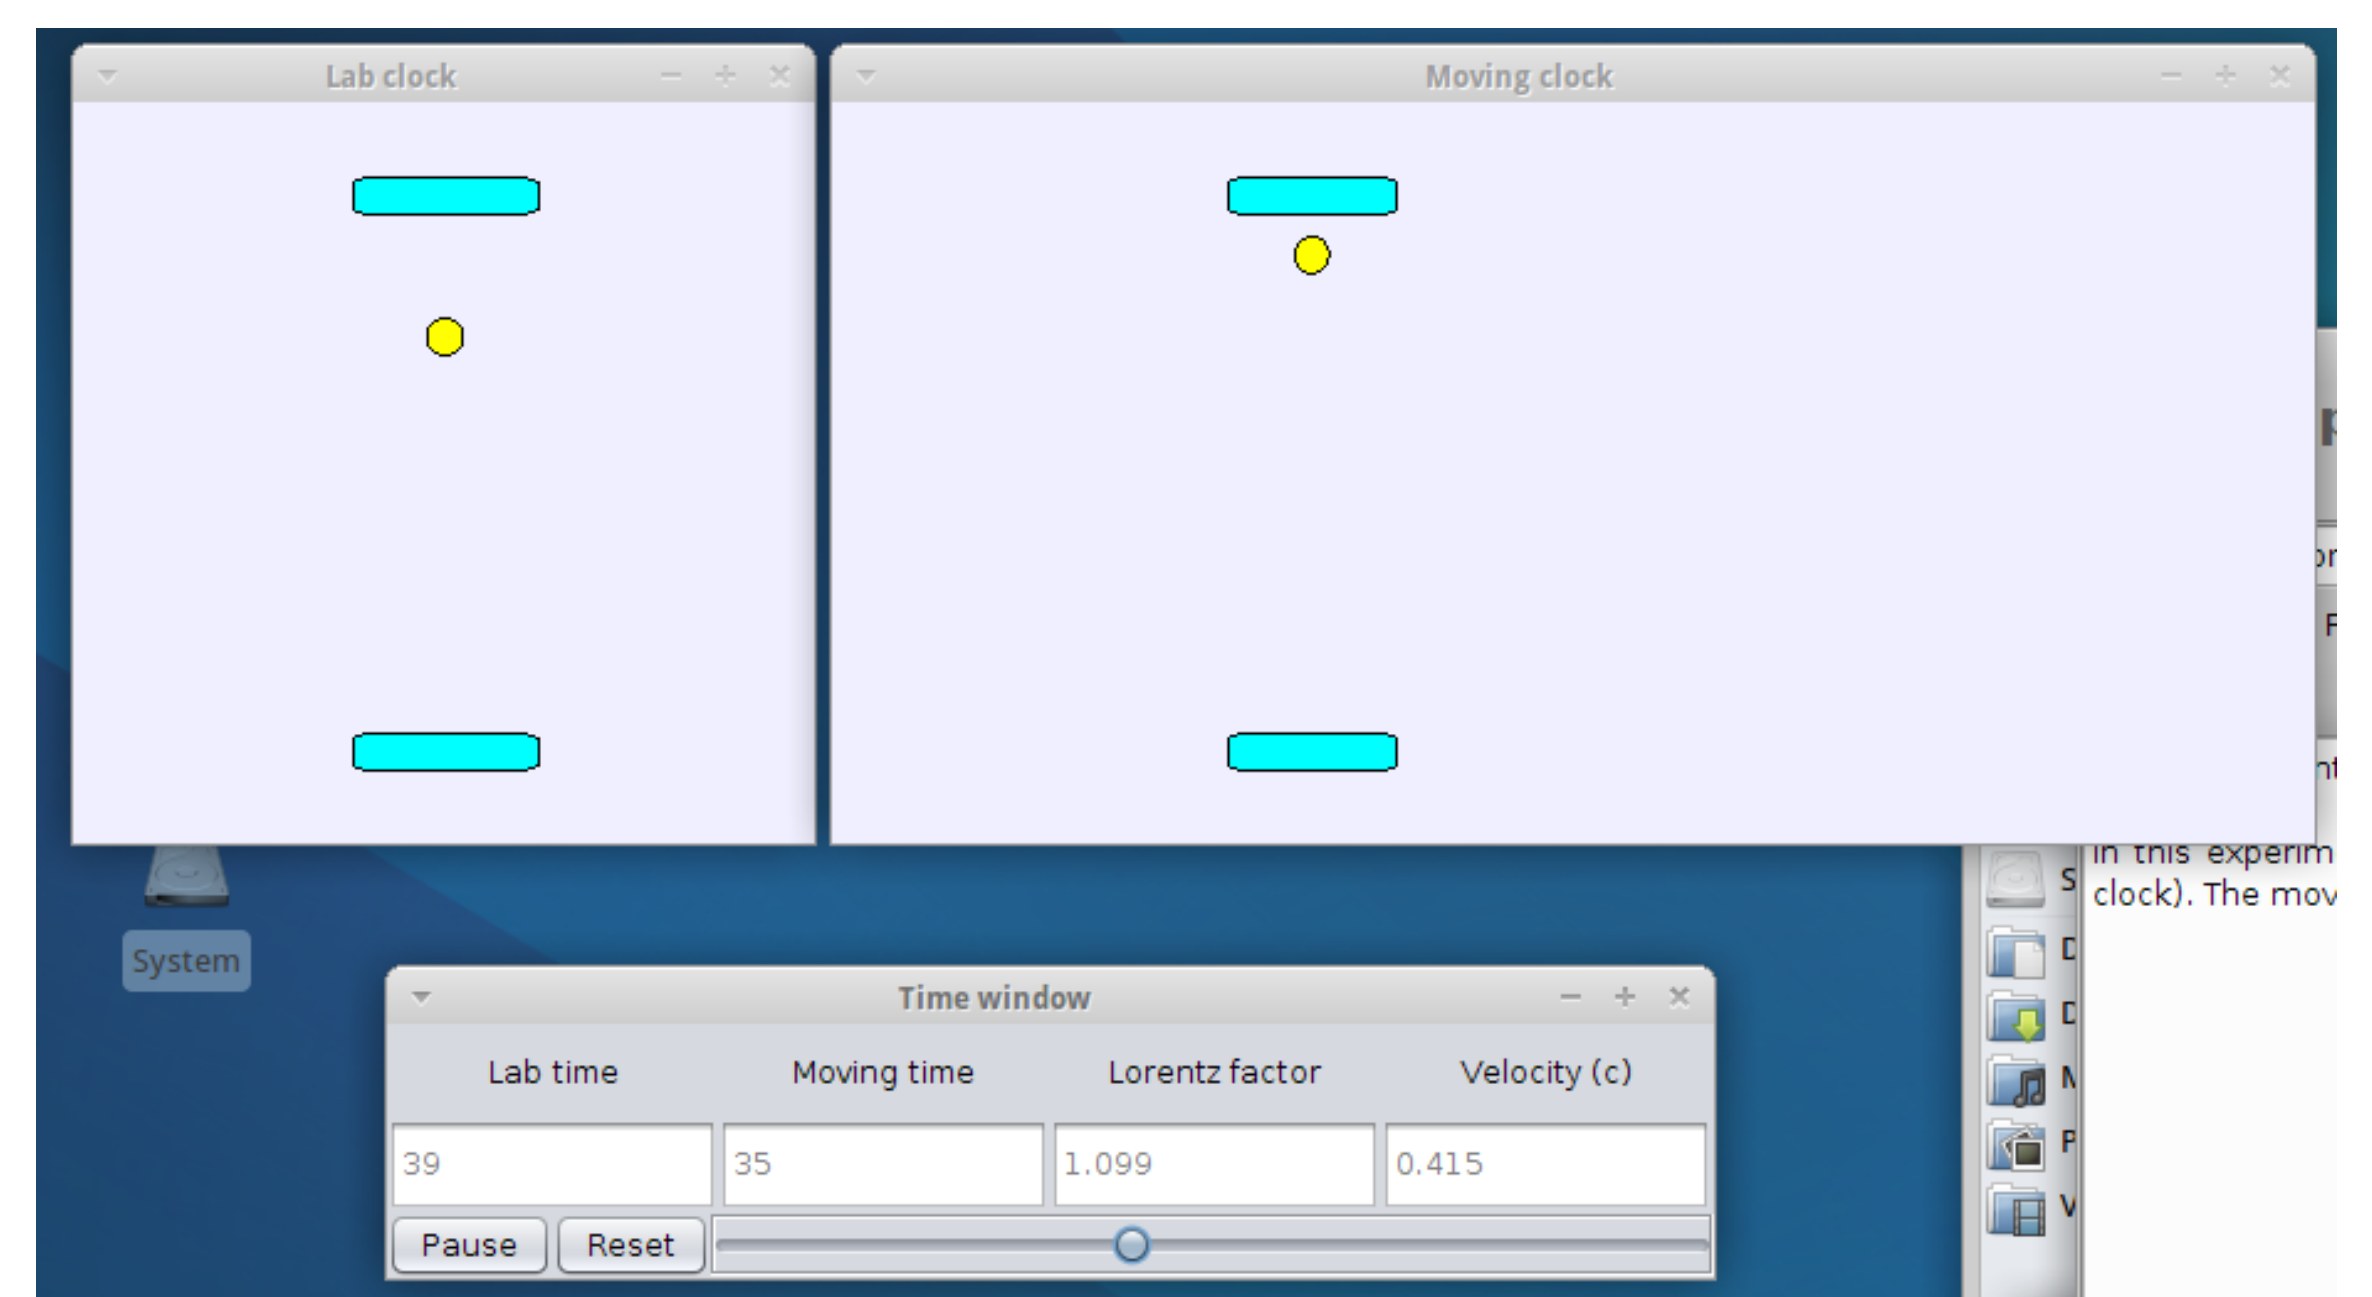 Lab clock
Moving clock
System
in this experim
clock). The mov
Time window
Lab time Moving time Lorentz factor Velocity (c)
39 35 1.099 0.415
Pause Reset